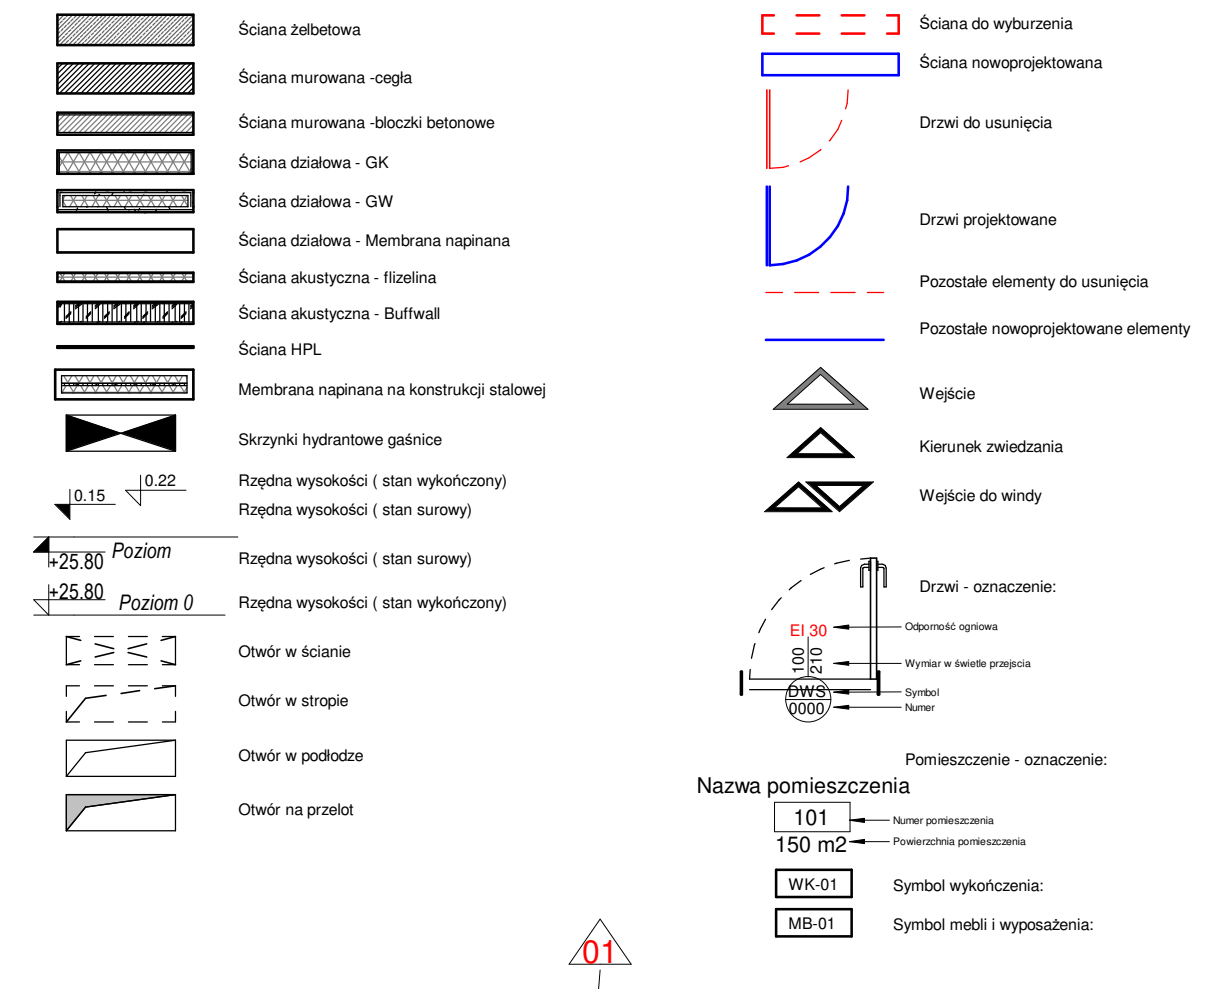 Ściana żelbetowa
Ściana murowana -cegła
Ściana murowana -bloczki betonowe
Ściana działowa - GK
Ściana działowa - GW
Ściana działowa - Membrana napinana
Ściana akustyczna - flizelina
Ściana akustyczna - Buffwall
Ściana HPL
Membrana napinana na konstrukcji stalowej
Skrzynki hydrantowe gaśnice
0.15
0.22
Rzędna wysokości ( stan wykończony)
Rzędna wysokości ( stan surowy)
+25.80
Poziom
Rzędna wysokości ( stan surowy)
+25.80
Poziom 0
Rzędna wysokości ( stan wykończony)
Otwór w ścianie
Otwór w stropie
Otwór w podłodze
Otwór na przelot
Ściana do wyburzenia
Ściana nowoprojektowana
Drzwi do usunięcia
Drzwi projektowane
Pozostałe elementy do usunięcia
Pozostałe nowoprojektowane elementy
Wejście
Kierunek zwiedzania
Wejście do windy
Drzwi - oznaczenie:
EI 30
Odporność ogniowa
100
210
Wymiar w świetle przejscia
DWS
Symbol
0000
Numer
Pomieszczenie - oznaczenie:
Nazwa pomieszczenia
101
Numer pomieszczenia
150 m2
Powierzchnia pomieszczenia
WK-01
Symbol wykończenia:
MB-01
Symbol mebli i wyposażenia:
01